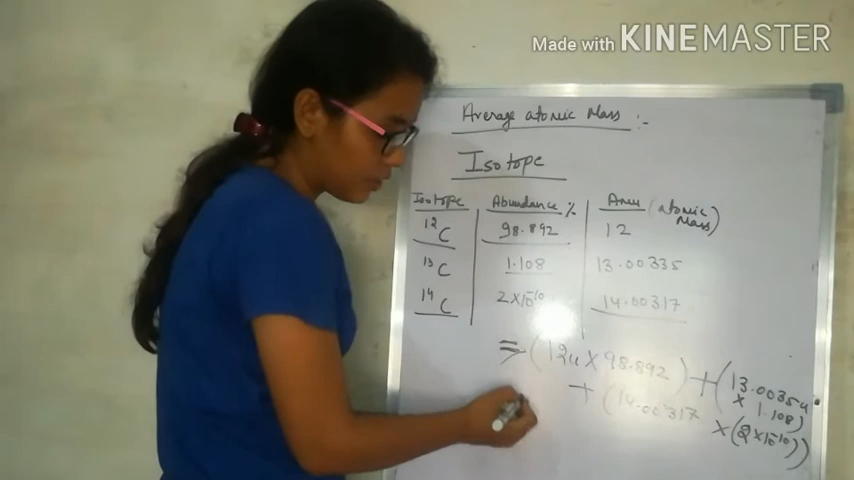 Made with KINEMASTER
Average atomic Mass :-
Isotope
Isotope Abundance % Amu (atomic Mass)
12C 98.892 12
13C 1.108 13.00335
14C 2×10-10 14.00317
⇒ (12u × 98.892) + (13.00354u × 1.108)
+ (14.00317 × (2 ×10-10))